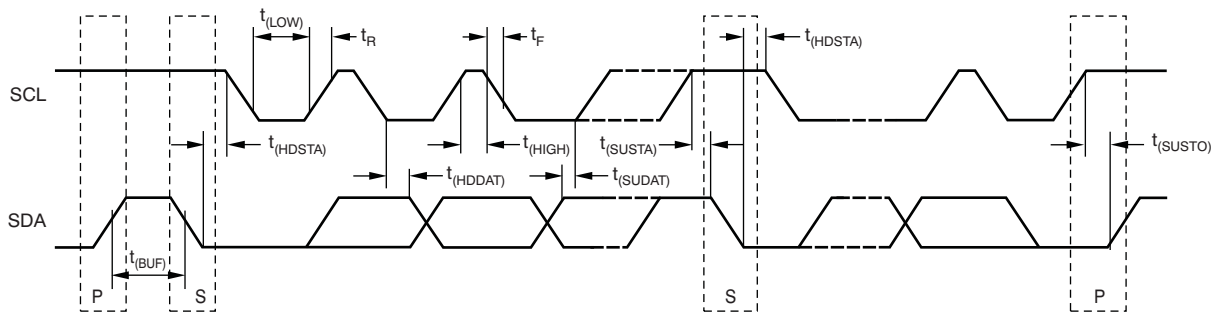 t(LOW)
tR
tF
t(HDSTA)
SCL
t(HDSTA)
t(HIGH)
t(SUSTA)
t(SUSTO)
t(HDDAT)
t(SUDAT)
SDA
t(BUF)
P
S
S
P